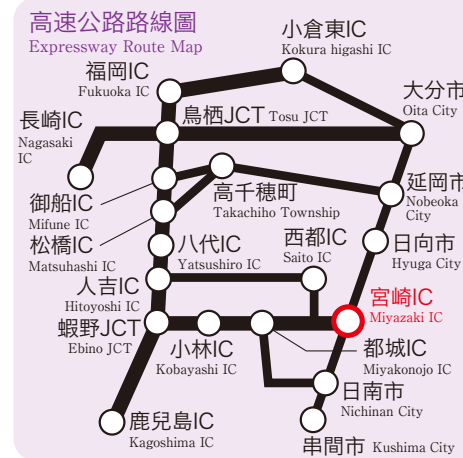 高速公路路線圖
Expressway Route Map
小倉東IC
Kokura higashi IC
福岡IC
Fukuoka IC
大分市
Oita City
長崎IC
Nagasaki
IC
鳥栖JCT Tosu JCT
御船IC
Mifune IC
高千穂町
Takachiho Township
延岡市
Nobeoka
City
松橋IC
Matsuhashi IC
八代IC
Yatsushiro IC
西都IC
Saito IC
日向市
Hyuga City
人吉IC
Hitoyoshi IC
宮崎IC
Miyazaki IC
蝦野JCT
Ebino JCT
小林IC
Kobayashi IC
都城IC
Miyakonojo IC
日南市
Nichinan City
鹿兒島IC
Kagoshima IC
串間市 Kushima City